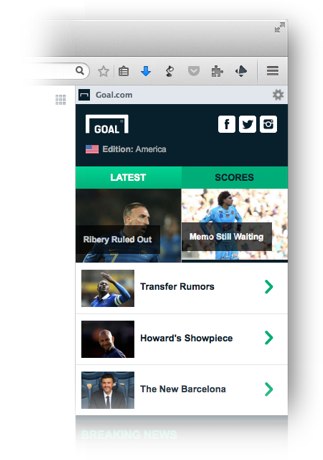 Goal.com
GOAL
Edition: America
LATEST
SCORES
Ribery Ruled Out
Memo Still Waiting
Transfer Rumors
Howard's Showpiece
The New Barcelona
BREAKING NEWS